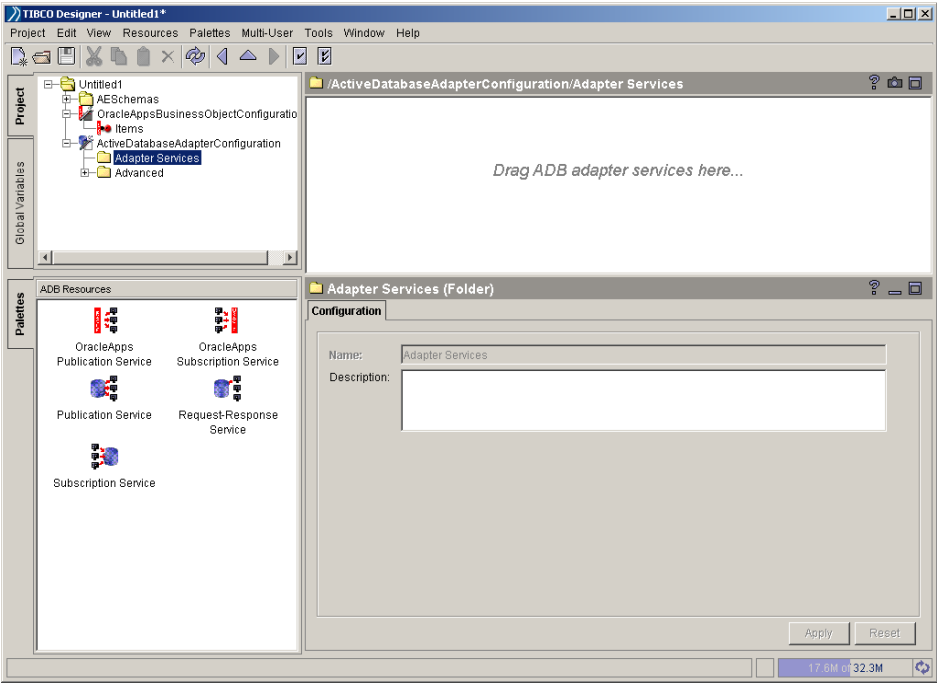 TIBCO Designer - Untitled1*
Project Edit View Resources Palettes Multi-User Tools Window Help
Project
Global Variables
Untitled1
AESchemas
OracleAppsBusinessObjectConfiguratio
Items
ActiveDatabaseAdapterConfiguration
Adapter Services
Advanced
/ActiveDatabaseAdapterConfiguration/Adapter Services
Drag ADB adapter services here...
Palettes
ADB Resources
OracleApps
Publication Service
OracleApps
Subscription Service
Publication Service
Request-Response
Service
Subscription Service
Adapter Services (Folder)
Configuration
Name: Adapter Services
Description:
Apply Reset
17.6M of 32.3M